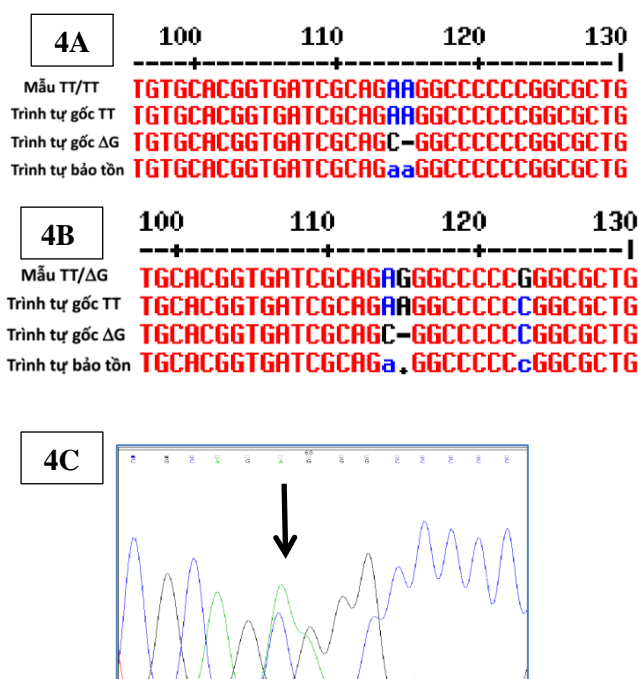 4A
100 110 120 130
----+---------+---------+---------|
Mẫu TT/TT TGTGCACGGTGATCGCAGAAGGCCCCCCGGCGCTG
Trình tự gốc TT TGTGCACGGTGATCGCAGAAGGCCCCCCGGCGCTG
Trình tự gốc ΔG TGTGCACGGTGATCGCAGC-GGCCCCCCGGCGCTG
Trình tự bảo tồn TGTGCACGGTGATCGCAGaaGGCCCCCCGGCGCTG
4B
100 110 120 130
--+---------+---------+---------|
Mẫu TT/ΔG TGCACGGTGATCGCAGAGGGCCCCCGGGCGCTG
Trình tự gốc TT TGCACGGTGATCGCAGAAGGCCCCCCGGCGCTG
Trình tự gốc ΔG TGCACGGTGATCGCAGC-GGCCCCCCGGCGCTG
Trình tự bảo tồn TGCACGGTGATCGCAGa.GGCCCCCcGGCGCTG
4C